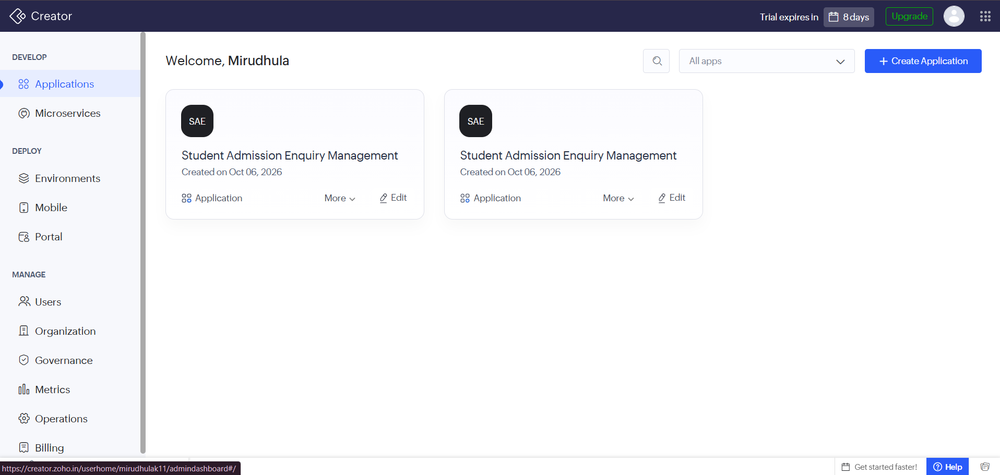 Creator
Trial expires in 8 days Upgrade
DEVELOP
Applications
Microservices
DEPLOY
Environments
Mobile
Portal
MANAGE
Users
Organization
Governance
Metrics
Operations
Billing
Welcome, Mirudhula
All apps
+ Create Application
SAE
Student Admission Enquiry Management
Created on Oct 06, 2026
Application More Edit
SAE
Student Admission Enquiry Management
Created on Oct 06, 2026
Application More Edit
https://creator.zoho.in/userhome/mirudhulak11/admindashboard#/
Get started faster! Help